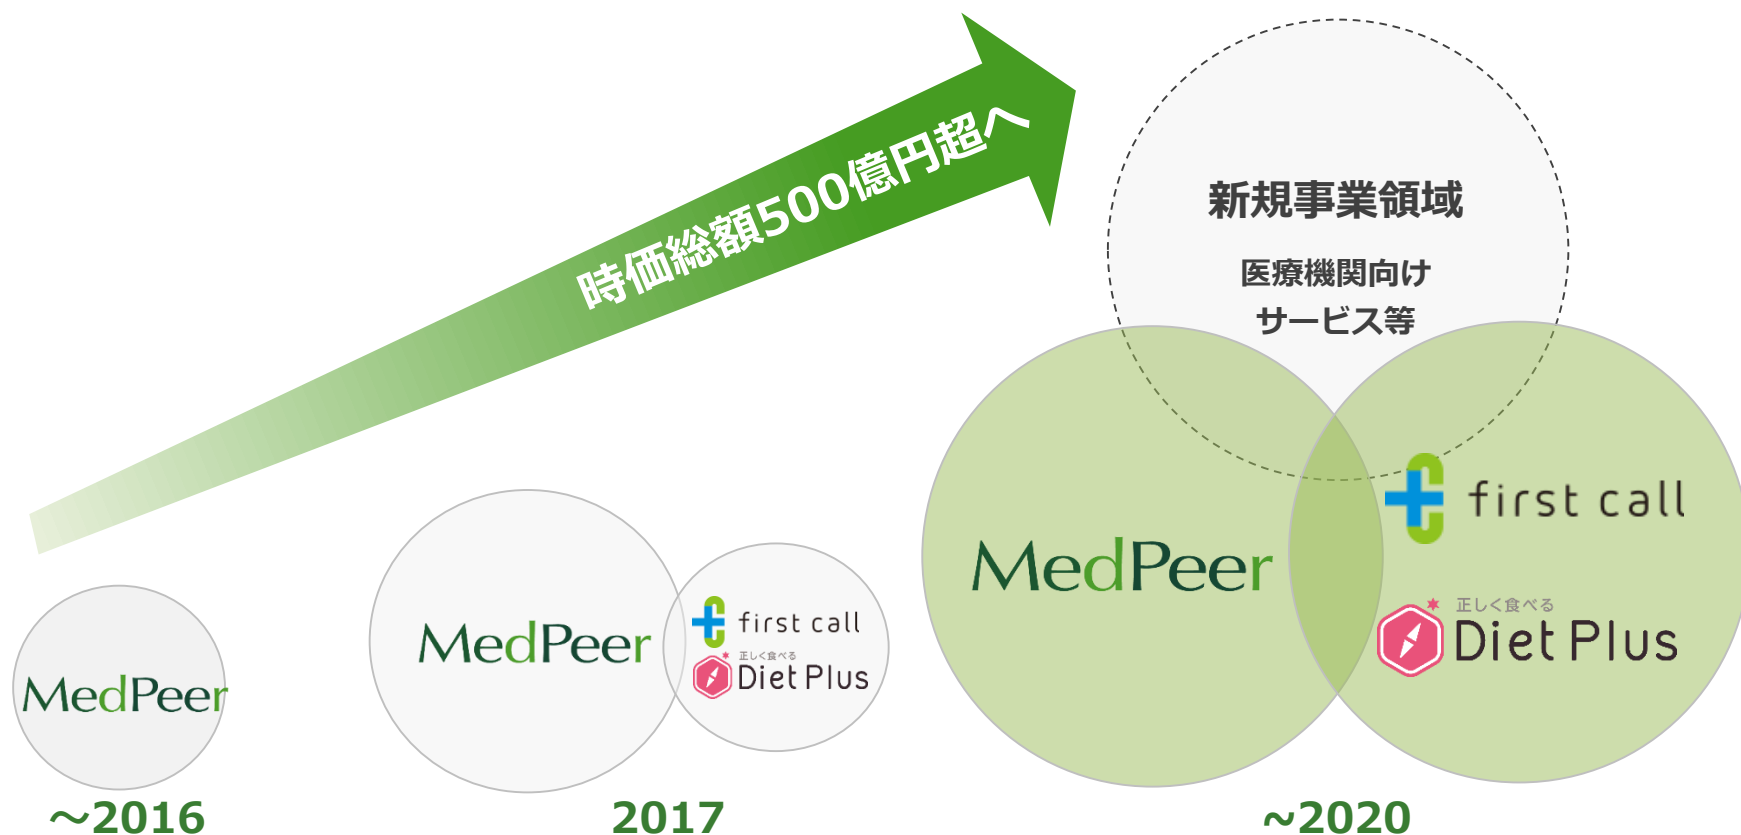 時価総額500億円超へ
新規事業領域
医療機関向け
サービス等
MedPeer
MedPeer
first call
正しく食べる
Diet Plus
MedPeer
first call
正しく食べる
Diet Plus
～2016
2017
~2020